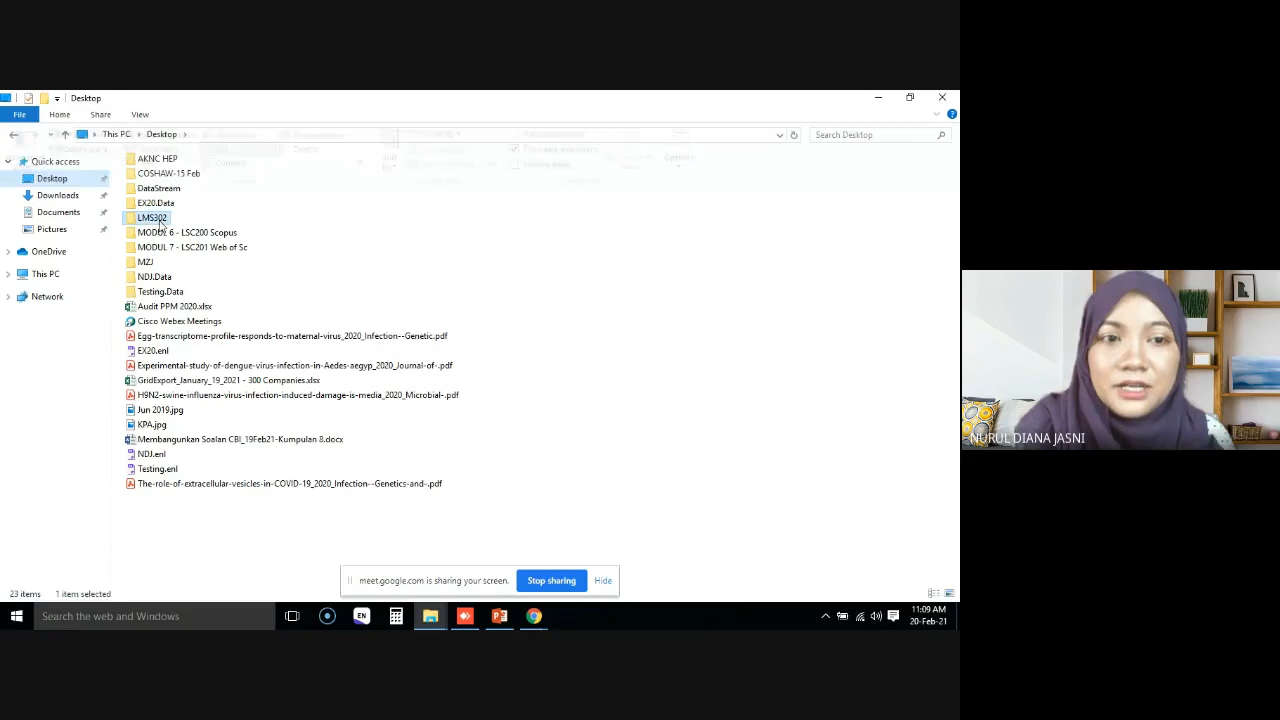 Desktop
File
Home
Share
View
This PC
Desktop
Search Desktop
Quick access
Desktop
Downloads
Documents
Pictures
OneDrive
This PC
Network
AKNC HEP
COSHAW-15 Feb
DataStream
EX20.Data
LMS302
MODUL 6 - LSC200 Scopus
MODUL 7 - LSC201 Web of Sc
MZJ
NDJ.Data
Testing.Data
Audit PPM 2020.xlsx
Cisco Webex Meetings
Egg-transcriptome-profile-responds-to-maternal-virus_2020_Infection--Genetic.pdf
EX20.enl
Experimental-study-of-dengue-virus-infection-in-Aedes-aegyp_2020_Journal-of-.pdf
GridExport_January_19_2021 - 300 Companies.xlsx
H9N2-swine-influenza-virus-infection-induced-damage-is-media_2020_Microbial-.pdf
Jun 2019.jpg
KPA.jpg
Membangunkan Soalan CBI_19Feb21-Kumpulan 8.docx
NDJ.enl
Testing.enl
The-role-of-extracellular-vesicles-in-COVID-19_2020_Infection--Genetics-and-.pdf
NURUL DIANA JASNI
meet.google.com is sharing your screen.
Stop sharing
Hide
23 items
1 item selected
Search the web and Windows
EN
11:09 AM
20-Feb-21